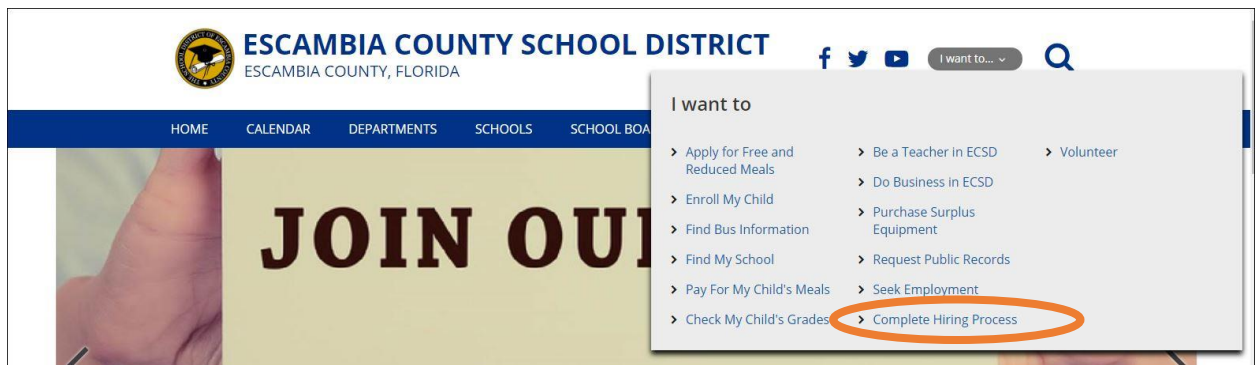 ESCAMBIA COUNTY SCHOOL DISTRICT
ESCAMBIA COUNTY, FLORIDA
I want to...
HOME CALENDAR DEPARTMENTS SCHOOLS SCHOOL BOA
I want to
Apply for Free and
Reduced Meals
Enroll My Child
Find Bus Information
Find My School
Pay For My Child's Meals
Check My Child's Grades
Be a Teacher in ECSD
Do Business in ECSD
Purchase Surplus
Equipment
Request Public Records
Seek Employment
Complete Hiring Process
Volunteer
JOIN OU